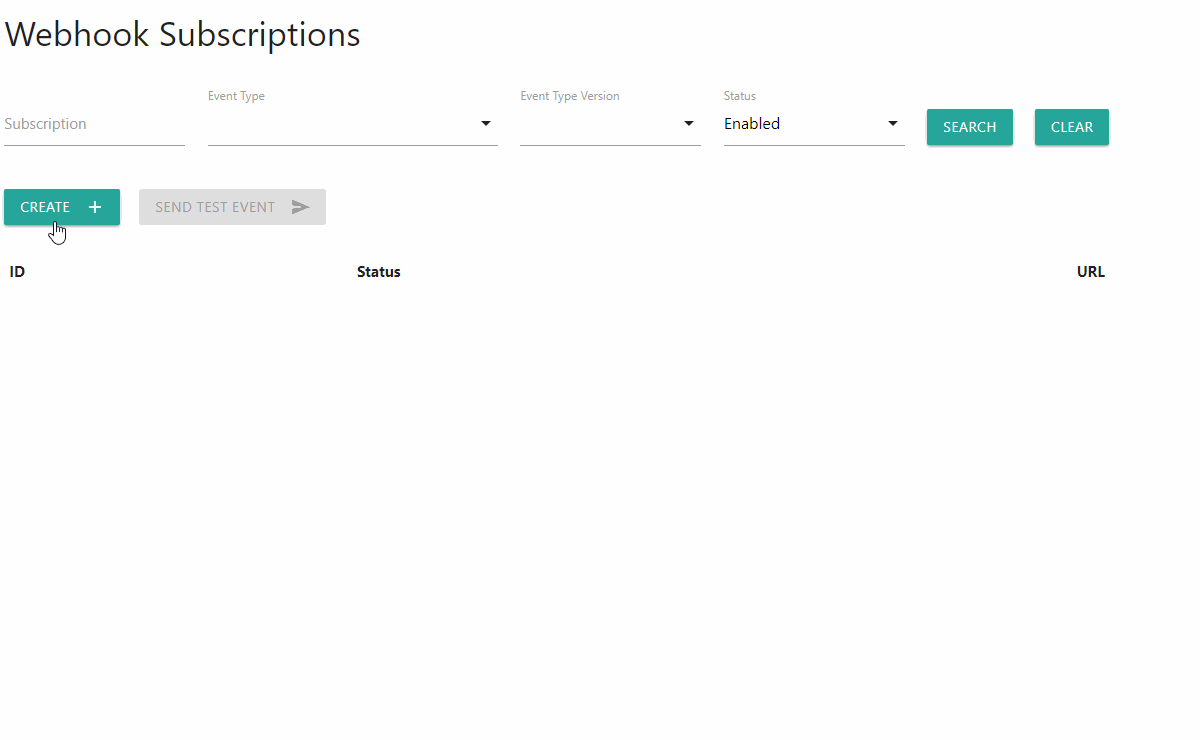 Webhook Subscriptions
Event Type
Event Type Version
Status
Subscription
Enabled
SEARCH
CLEAR
CREATE +
SEND TEST EVENT
ID
Status
URL